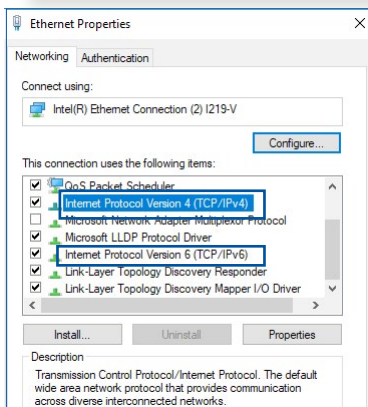 Ethernet Properties
Networking Authentication
Connect using:
Intel(R) Ethernet Connection (2) I219-V
Configure...
This connection uses the following items:
QoS Packet Scheduler
Internet Protocol Version 4 (TCP/IPv4)
Microsoft Network Adapter Multiplexor Protocol
Microsoft LLDP Protocol Driver
Internet Protocol Version 6 (TCP/IPv6)
Link-Layer Topology Discovery Responder
Link-Layer Topology Discovery Mapper I/O Driver
Install... Uninstall Properties
Description
Transmission Control Protocol/Internet Protocol. The default
wide area network protocol that provides communication
across diverse interconnected networks.